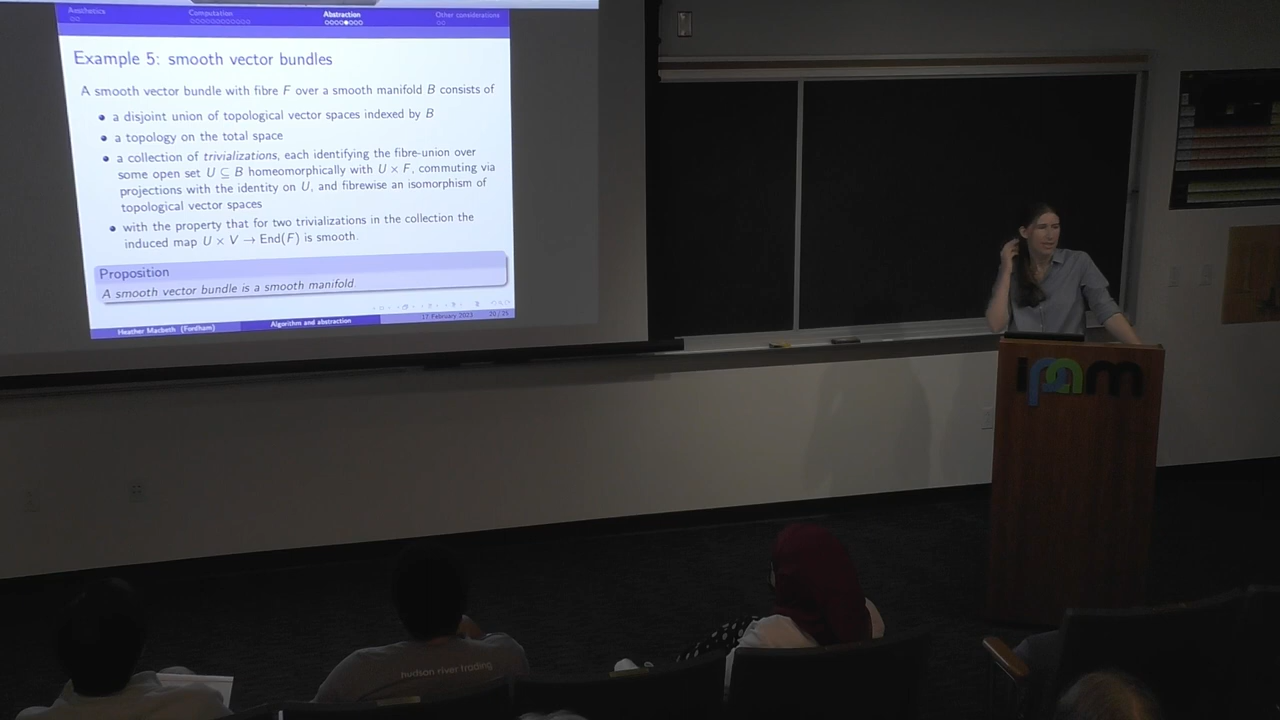 Aesthetics Computation Abstraction Other considerations
Example 5: smooth vector bundles
A smooth vector bundle with fibre F over a smooth manifold B consists of
• a disjoint union of topological vector spaces indexed by B
• a topology on the total space
• a collection of trivializations, each identifying the fibre-union over
some open set U ⊆ B homeomorphically with U × F, commuting via
projections with the identity on U, and fibrewise an isomorphism of
topological vector spaces
• with the property that for two trivializations in the collection the
induced map U × V → End(F) is smooth.
Proposition
A smooth vector bundle is a smooth manifold.
Heather Macbeth (Fordham) Algorithm and abstraction 17 February 2023 20 / 25
ipam
hudson river trading